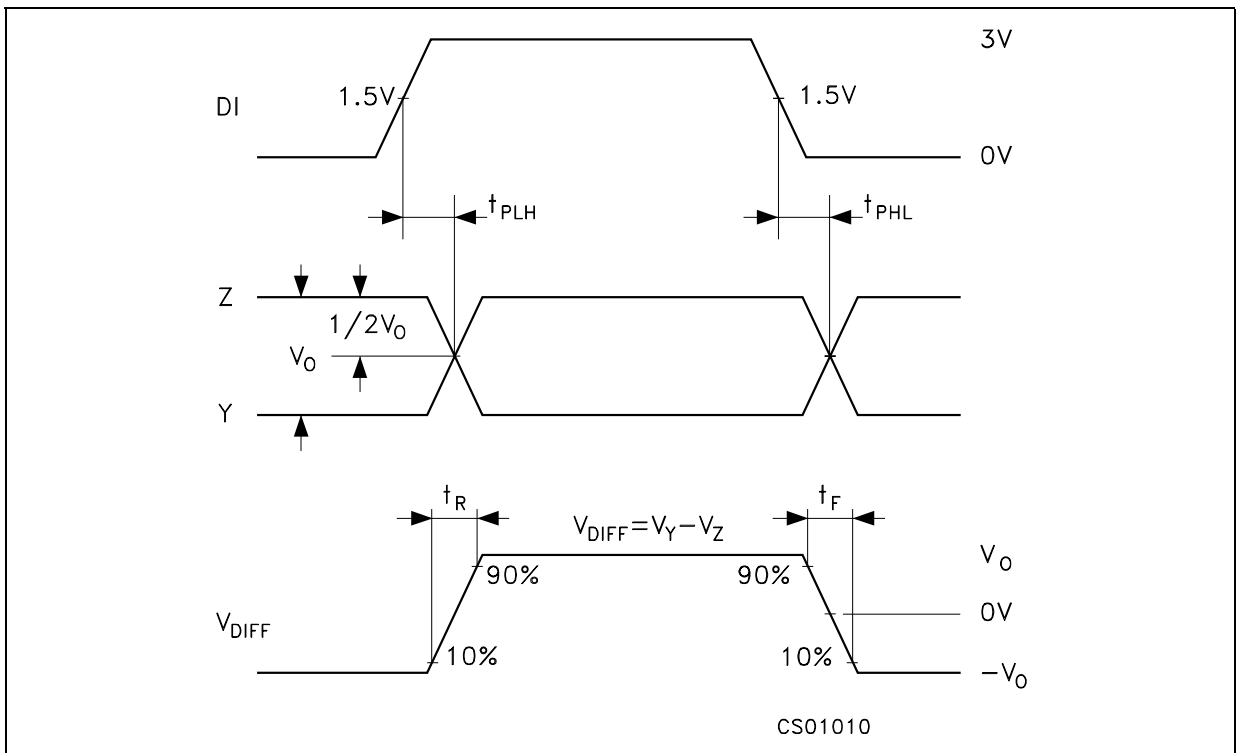 3V
1.5V
1.5V
DI
0V
tPLH
tPHL
Z
1/2VO
VO
Y
tR
tF
VDIFF=VY−VZ
VO
90%
90%
0V
VDIFF
10%
10%
−VO
CS01010